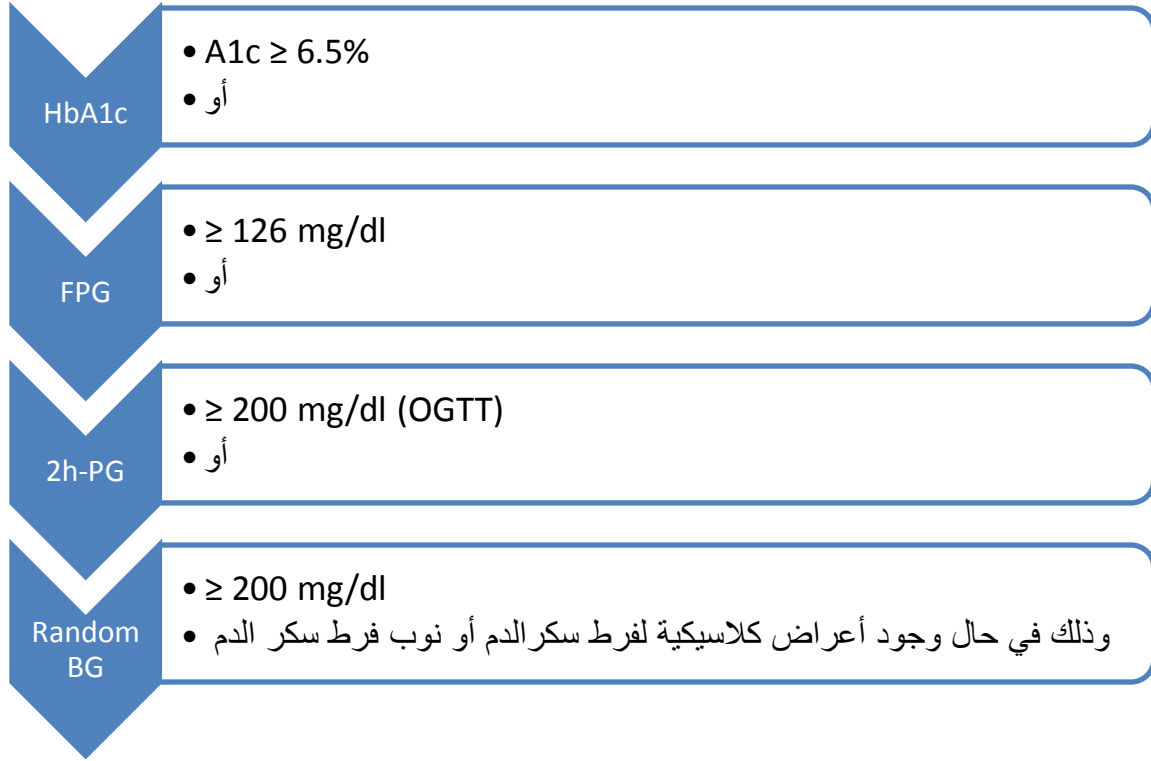 HbA1c
• A1c ≥ 6.5%
• أو
FPG
• ≥ 126 mg/dl
• أو
2h-PG
• ≥ 200 mg/dl (OGTT)
• أو
Random
BG
• ≥ 200 mg/dl
• وذلك في حال وجود أعراض كلاسيكية لفرط سكرالدم أو نوب فرط سكر الدم